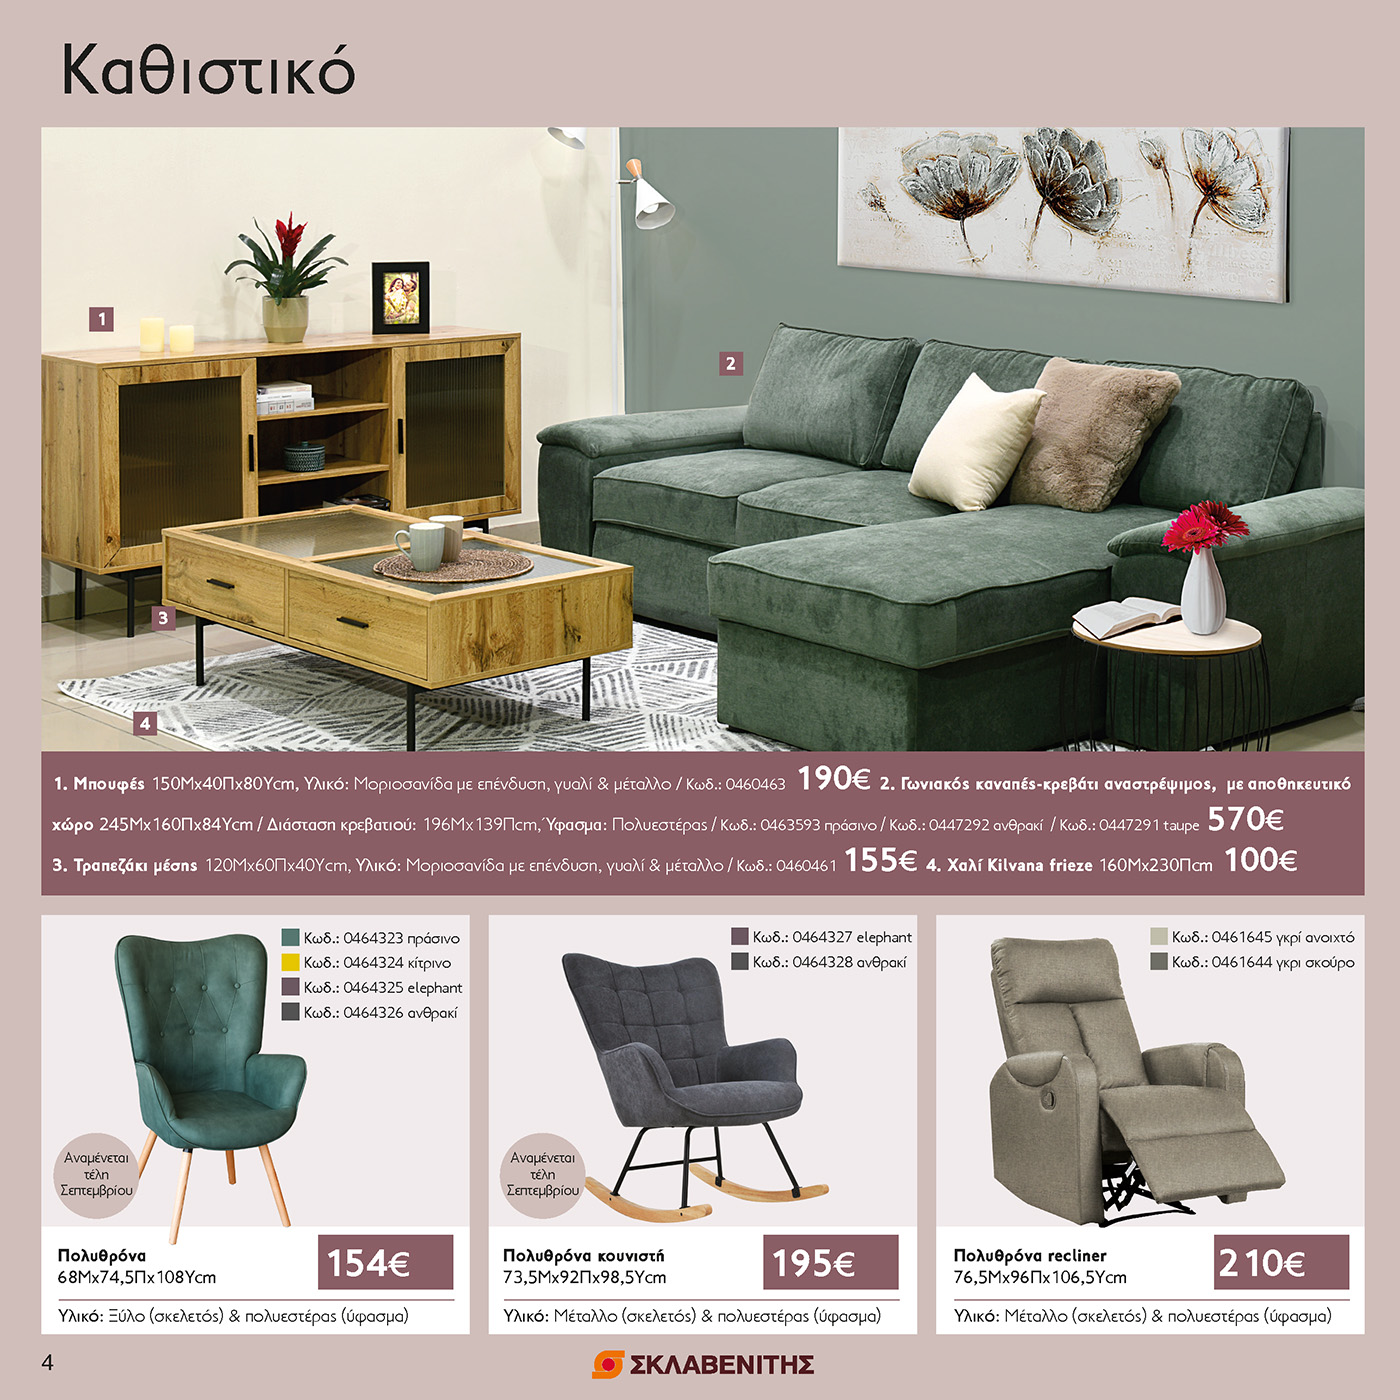 Καθιστικό
1
2
3
4
1. Μπουφές 150Μx40Πx80Υcm, Υλικό: Μοριοσανίδα με επένδυση, γυαλί & μέταλλο / Κωδ.: 0460463 190€ 2. Γωνιακός καναπές-κρεβάτι αναστρέψιμος, με αποθηκευτικό
χώρο 245Μx160Πx84Υcm / Διάσταση κρεβατιού: 196Μx139Πcm, Ύφασμα: Πολυεστέρας / Κωδ.: 0463593 πράσινο / Κωδ.: 0447292 ανθρακί / Κωδ.: 0447291 taupe 570€
3. Τραπεζάκι μέσης 120Μx60Πx40Υcm, Υλικό: Μοριοσανίδα με επένδυση, γυαλί & μέταλλο / Κωδ.: 0460461 155€ 4. Χαλί Kilvana frieze 160Μx230Πcm 100€
Κωδ.: 0464323 πράσινο
Κωδ.: 0464324 κίτρινο
Κωδ.: 0464325 elephant
Κωδ.: 0464326 ανθρακί
Αναμένεται
τέλη
Σεπτεμβρίου
Πολυθρόνα
68Μx74,5Πx108Υcm
154€
Υλικό: Ξύλο (σκελετός) & πολυεστέρας (ύφασμα)
Κωδ.: 0464327 elephant
Κωδ.: 0464328 ανθρακί
Αναμένεται
τέλη
Σεπτεμβρίου
Πολυθρόνα κουνιστή
73,5Μx92Πx98,5Υcm
195€
Υλικό: Μέταλλο (σκελετός) & πολυεστέρας (ύφασμα)
Κωδ.: 0461645 γκρί ανοιχτό
Κωδ.: 0461644 γκρι σκούρο
Πολυθρόνα recliner
76,5Μx96Πx106,5Υcm
210€
Υλικό: Μέταλλο (σκελετός) & πολυεστέρας (ύφασμα)
4
ΣΚΛΑΒΕΝΙΤΗΣ